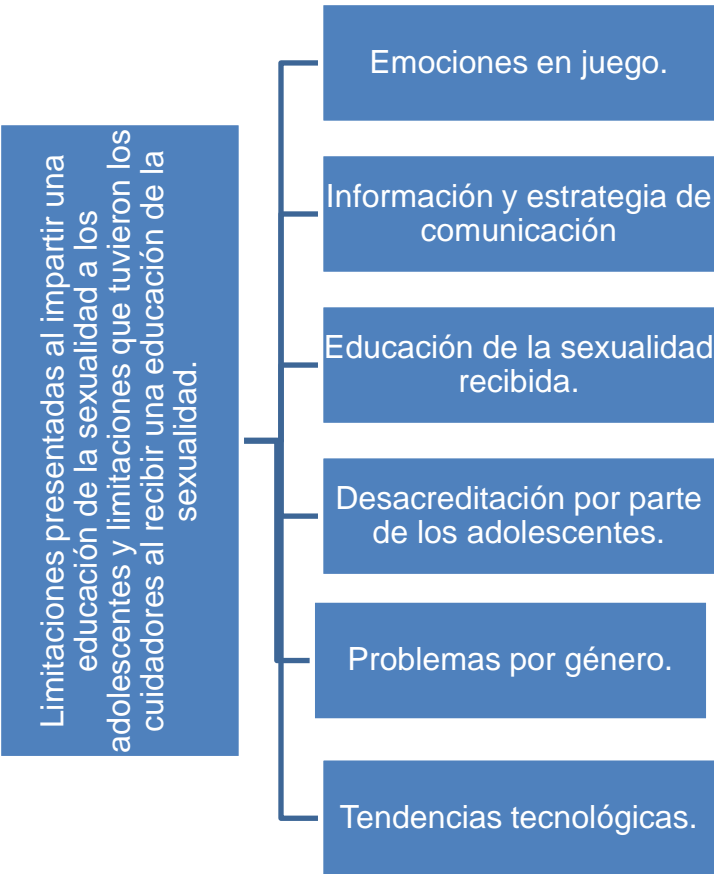 Limitaciones presentadas al impartir una
educación de la sexualidad a los
adolescentes y limitaciones que tuvieron los
cuidadores al recibir una educación de la
sexualidad.
Emociones en juego.
Información y estrategia de
comunicación
Educación de la sexualidad
recibida.
Desacreditación por parte
de los adolescentes.
Problemas por género.
Tendencias tecnológicas.